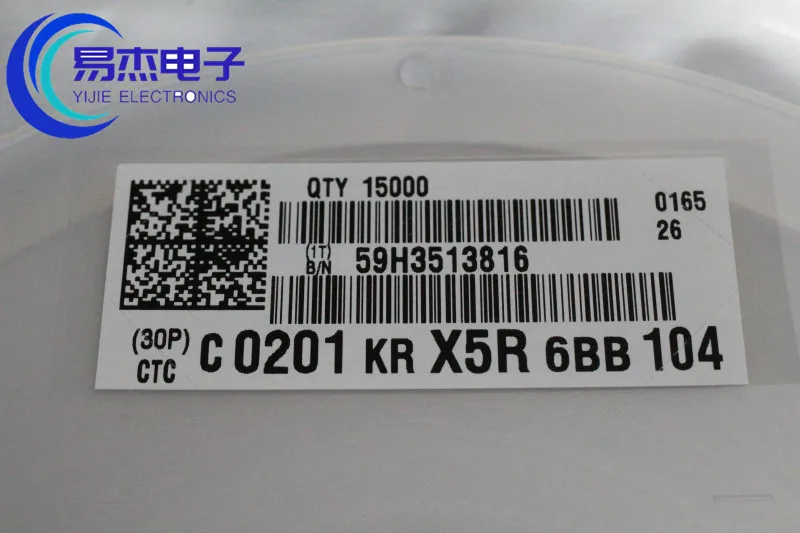 易杰电子
YIJIE ELECTRONICS
QTY 15000
0165
26
(1T)
B/N 59H3513816
(30P)
CTC C 0201 KR X5R 6BB 104